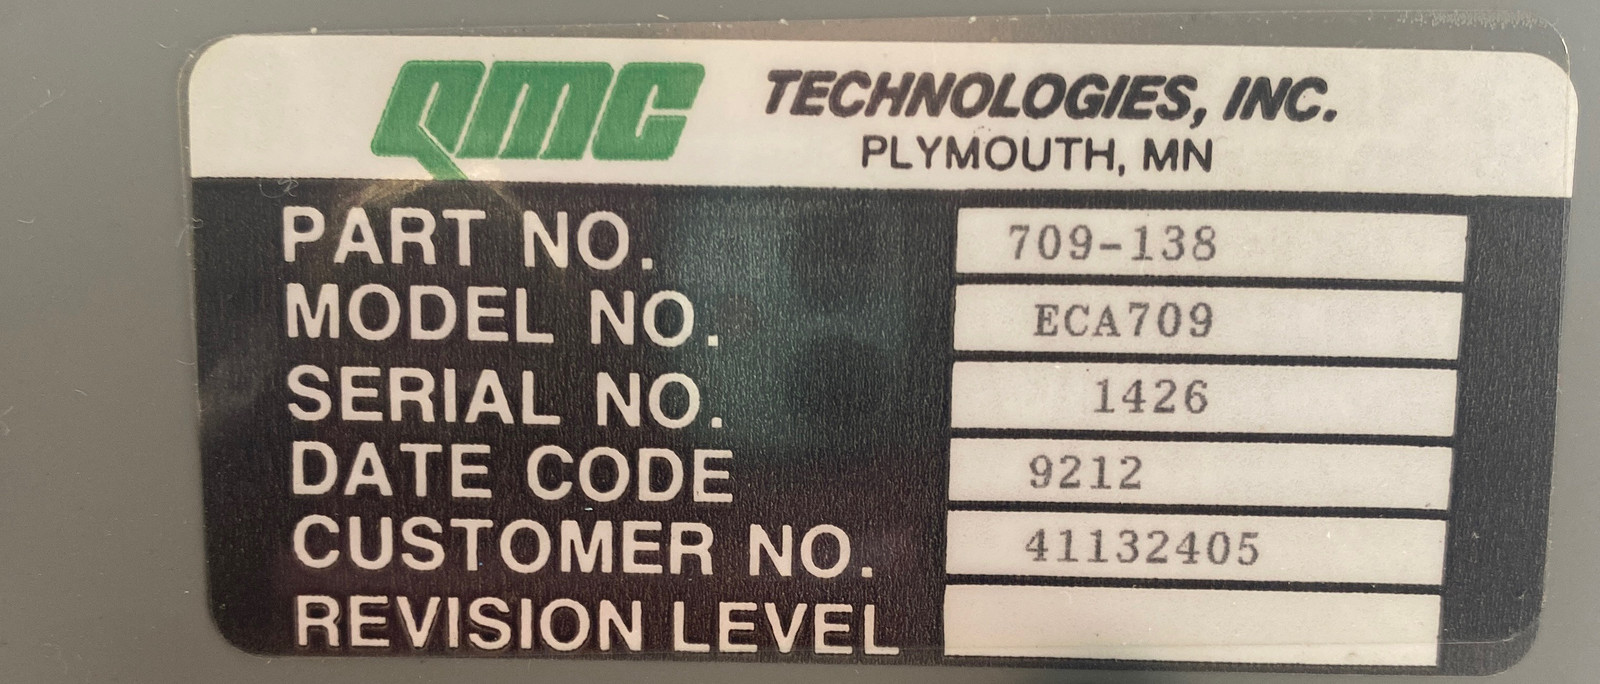 QMC TECHNOLOGIES, INC.
PLYMOUTH, MN
PART NO. 709-138
MODEL NO. ECA709
SERIAL NO. 1426
DATE CODE 9212
CUSTOMER NO. 41132405
REVISION LEVEL